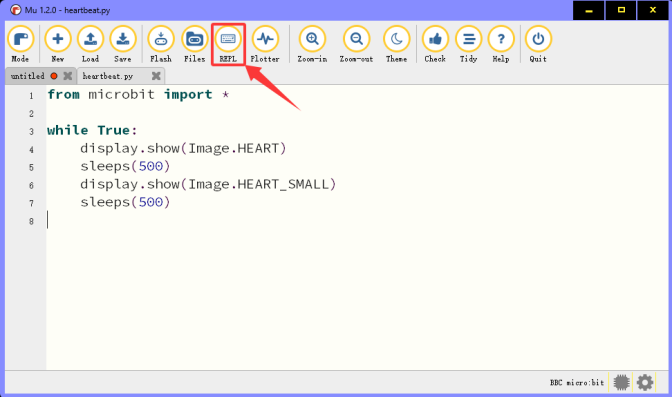 Mu 1.2.0 - heartbeat.py
Mode New Load Save Flash Files REPL Plotter Zoom-in Zoom-out Theme Check Tidy Help Quit
untitled heartbeat.py
1 from microbit import *
2
3 while True:
4     display.show(Image.HEART)
5     sleeps(500)
6     display.show(Image.HEART_SMALL)
7     sleeps(500)
8
BBC micro:bit